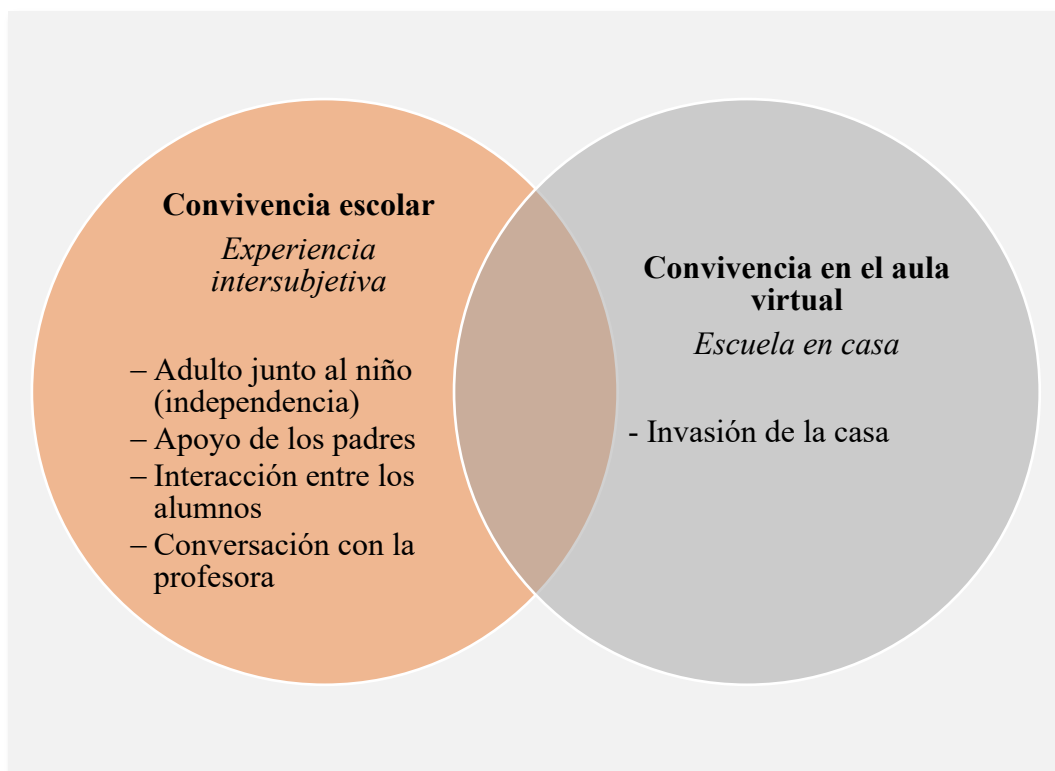 Convivencia escolar
Experiencia
intersubjetiva
– Adulto junto al niño
(independencia)
– Apoyo de los padres
– Interacción entre los
alumnos
– Conversación con la
profesora
Convivencia en el aula
virtual
Escuela en casa
- Invasión de la casa